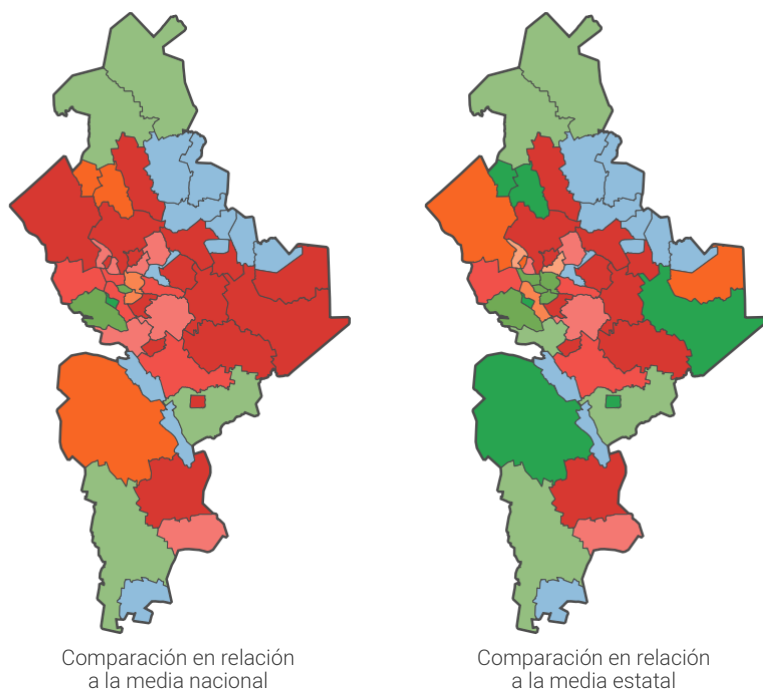 Comparación en relación
a la media nacional
Comparación en relación
a la media estatal